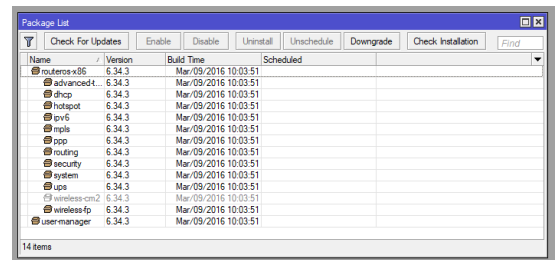 Package List
Check For Updates Enable Disable Uninstall Unschedule Downgrade Check Installation Find
Name Version Build Time Scheduled
routeros-x86 6.34.3 Mar/09/2016 10:03:51
advanced-t... 6.34.3 Mar/09/2016 10:03:51
dhcp 6.34.3 Mar/09/2016 10:03:51
hotspot 6.34.3 Mar/09/2016 10:03:51
ipv6 6.34.3 Mar/09/2016 10:03:51
mpls 6.34.3 Mar/09/2016 10:03:51
ppp 6.34.3 Mar/09/2016 10:03:51
routing 6.34.3 Mar/09/2016 10:03:51
security 6.34.3 Mar/09/2016 10:03:51
system 6.34.3 Mar/09/2016 10:03:51
ups 6.34.3 Mar/09/2016 10:03:51
wireless-cm2 6.34.3 Mar/09/2016 10:03:51
wireless-fp 6.34.3 Mar/09/2016 10:03:51
user-manager 6.34.3 Mar/09/2016 10:03:51
14 items